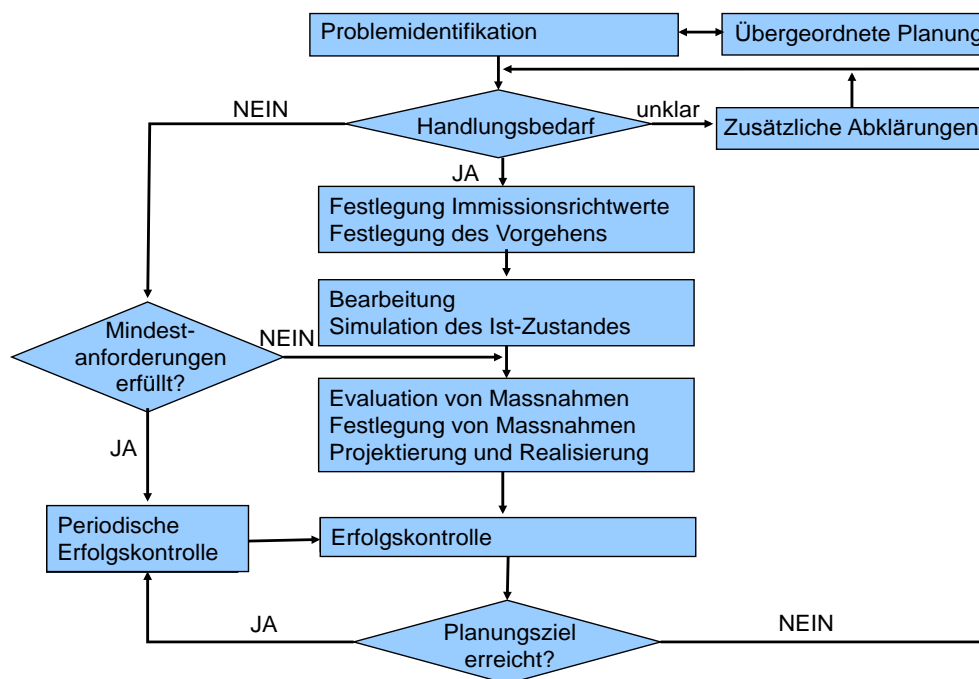 Problemidentifikation
Übergeordnete Planung
NEIN
Handlungsbedarf
unklar
Zusätzliche Abklärungen
JA
Festlegung Immissionsrichtwerte
Festlegung des Vorgehens
Bearbeitung
Simulation des Ist-Zustandes
Mindest-
anforderungen
erfüllt?
NEIN
Evaluation von Massnahmen
Festlegung von Massnahmen
Projektierung und Realisierung
JA
Periodische
Erfolgskontrolle
Erfolgskontrolle
JA
Planungsziel
erreicht?
NEIN